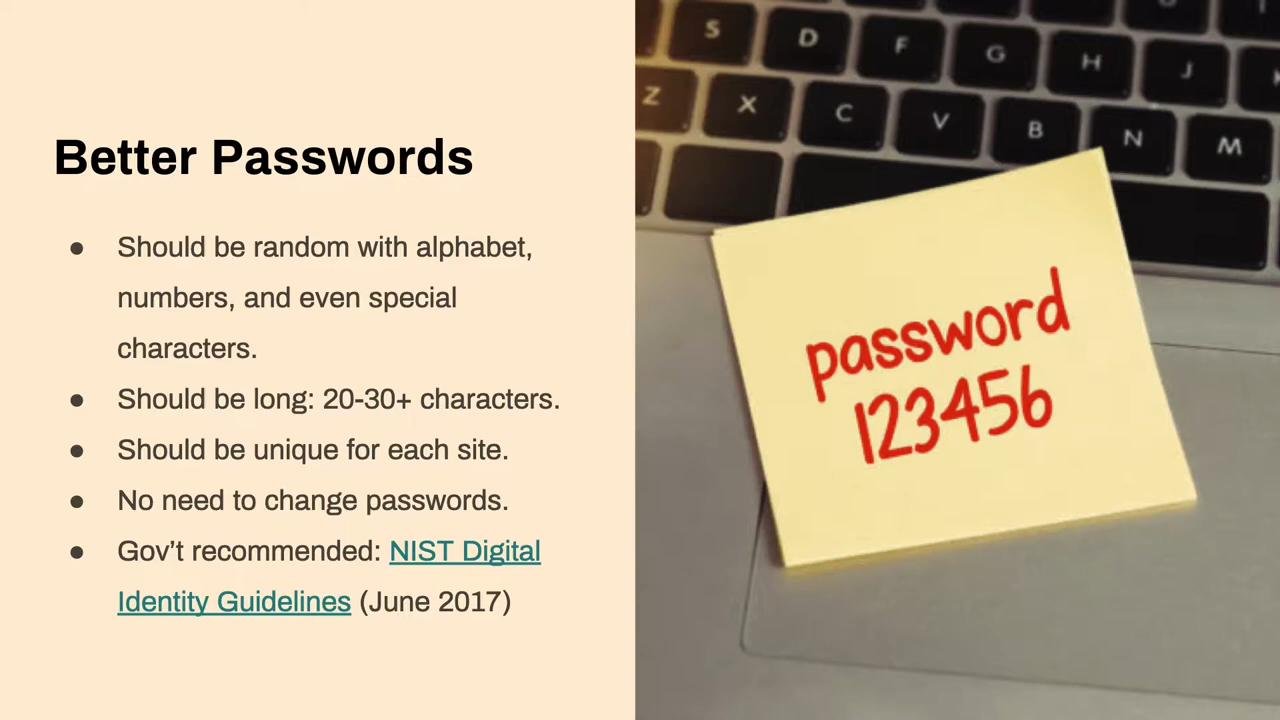 Better Passwords
● Should be random with alphabet,
numbers, and even special
characters.
● Should be long: 20-30+ characters.
● Should be unique for each site.
● No need to change passwords.
● Gov’t recommended: NIST Digital
Identity Guidelines (June 2017)
S D F G H J
Z X C V B N M
password
123456